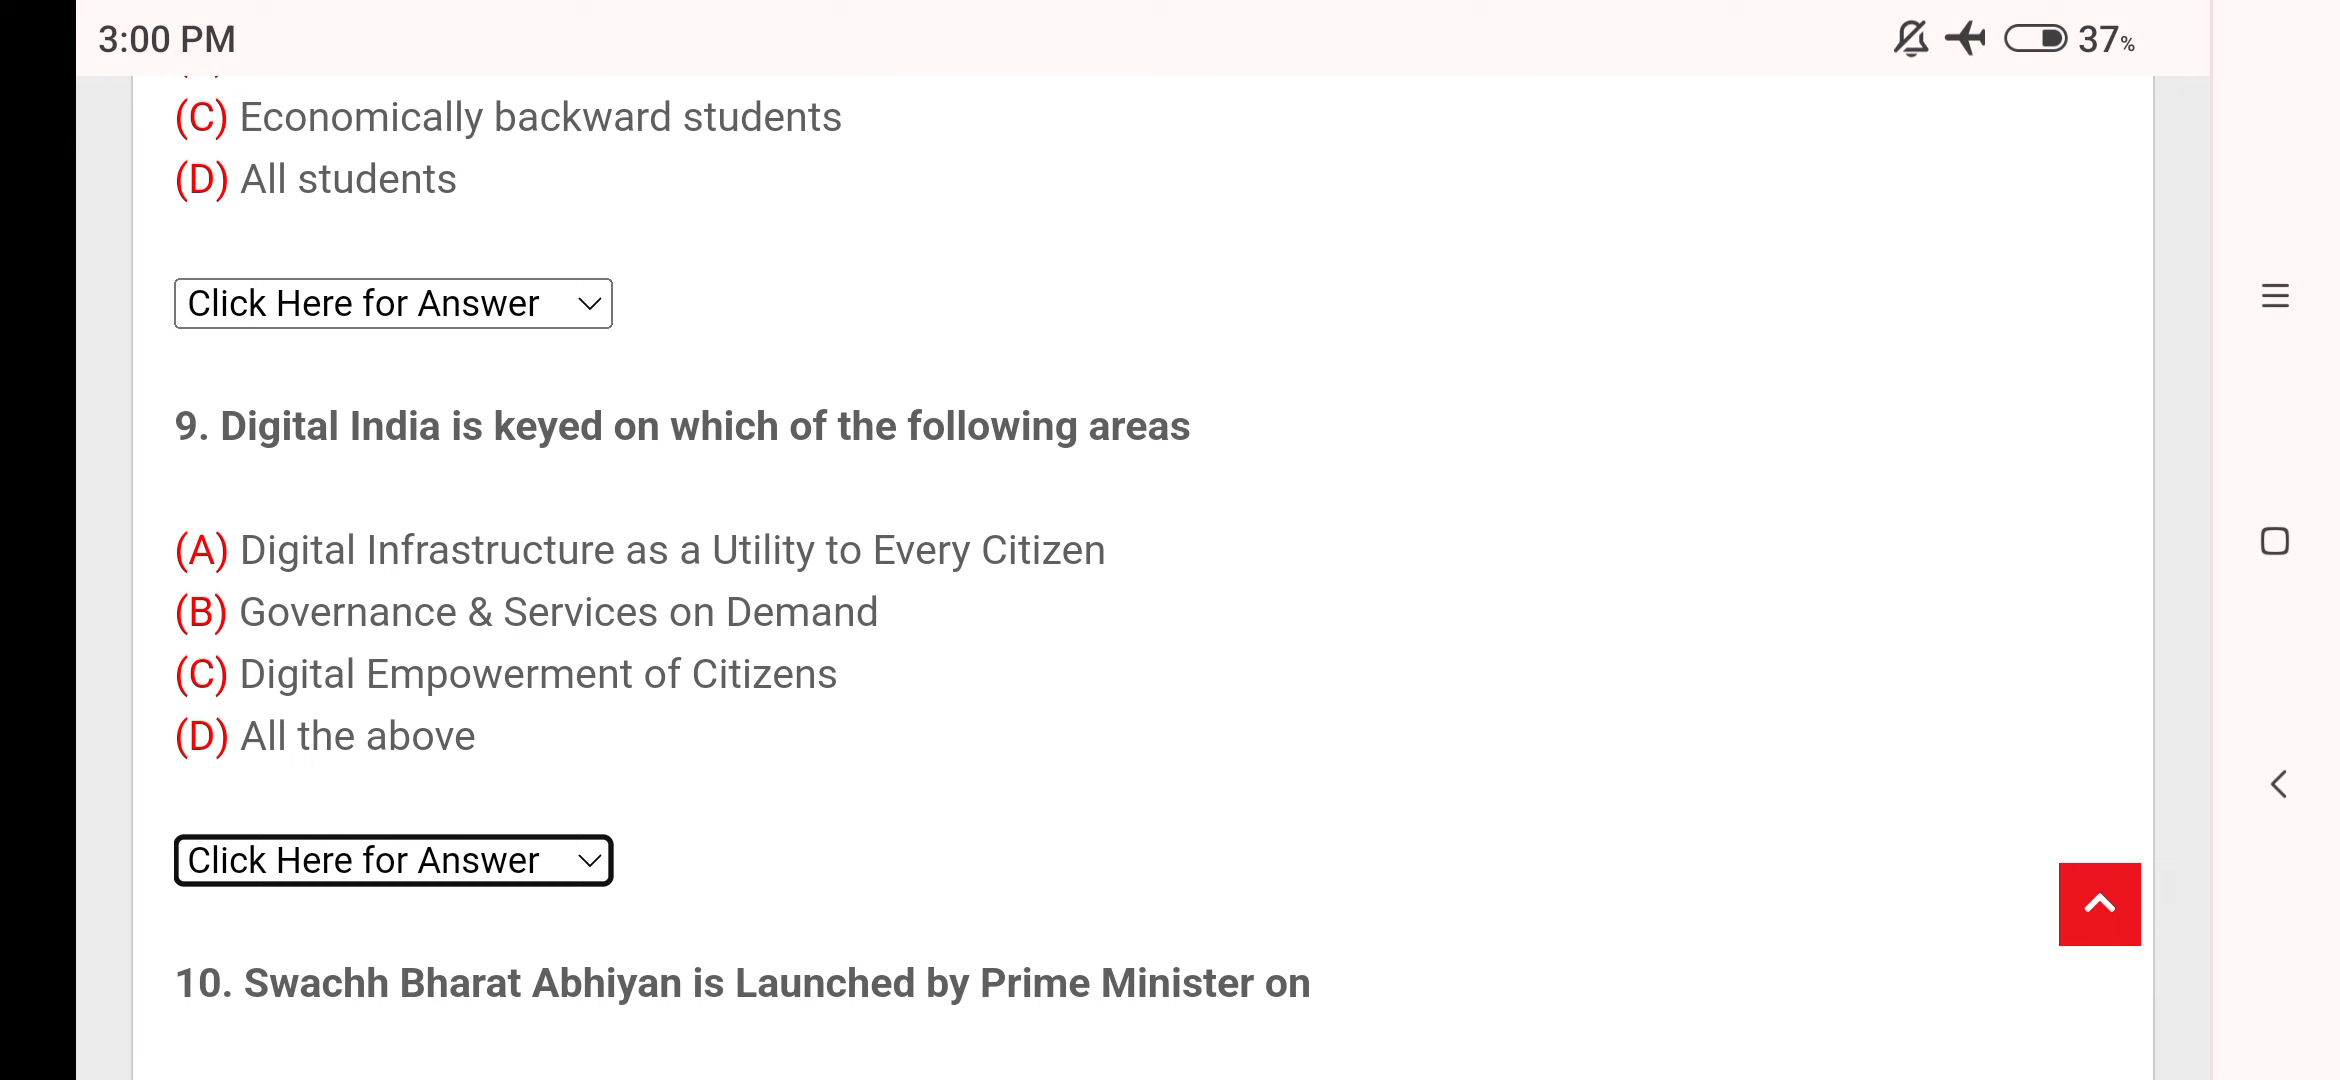 3:00 PM
37%
(C) Economically backward students
(D) All students
Click Here for Answer
9. Digital India is keyed on which of the following areas
(A) Digital Infrastructure as a Utility to Every Citizen
(B) Governance & Services on Demand
(C) Digital Empowerment of Citizens
(D) All the above
Click Here for Answer
10. Swachh Bharat Abhiyan is Launched by Prime Minister on